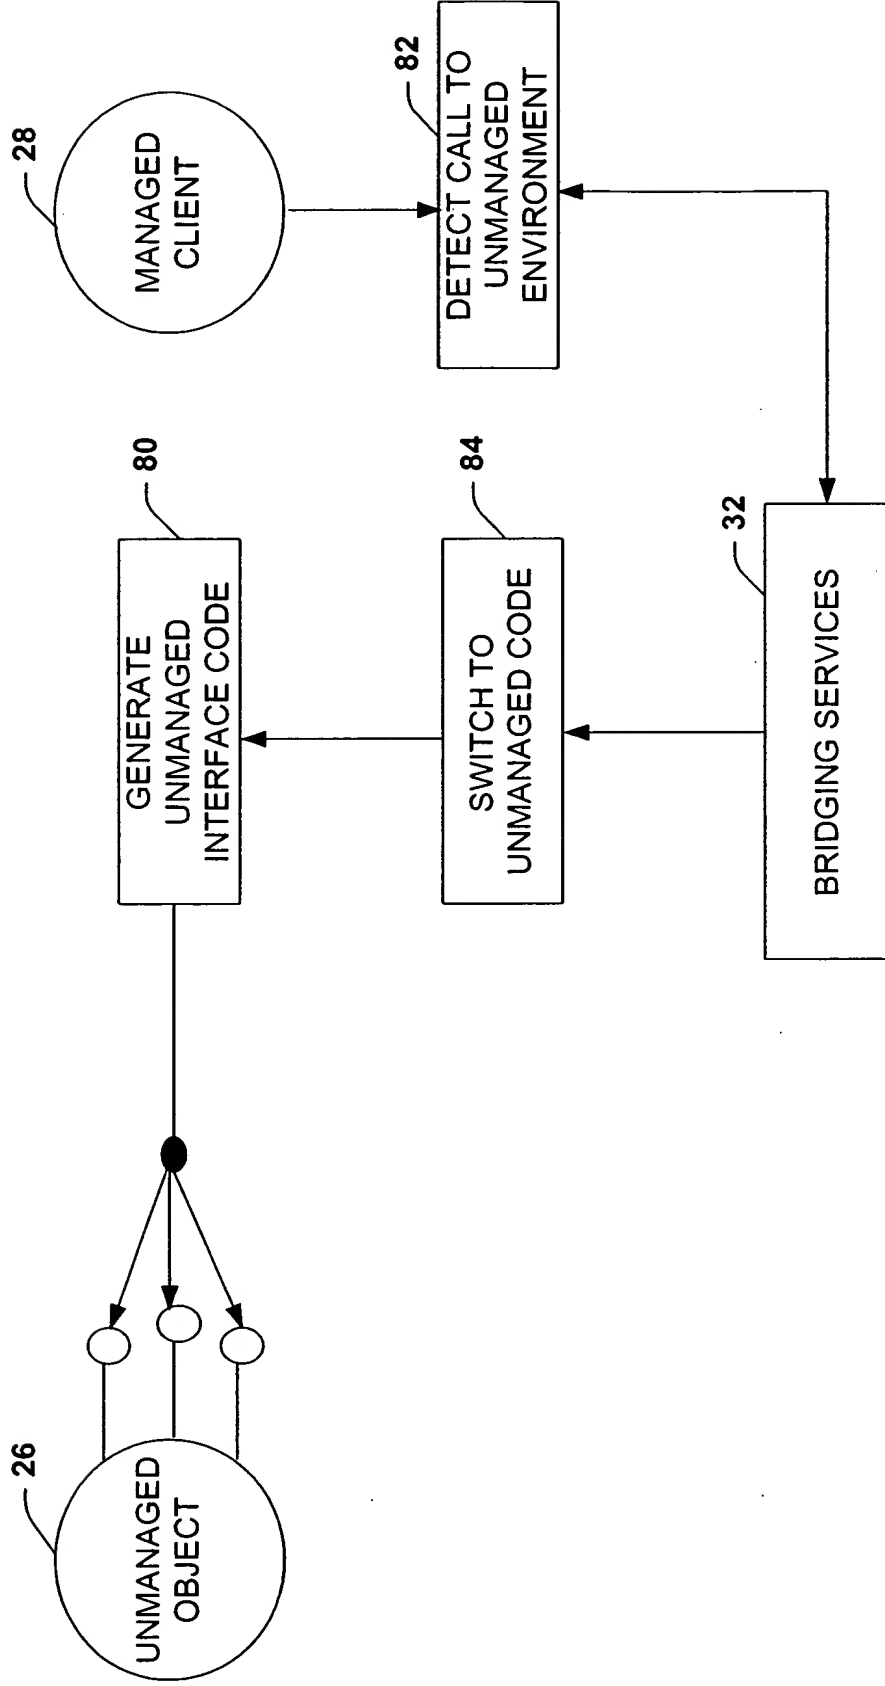 26
UNMANAGED
OBJECT
80
GENERATE
UNMANAGED
INTERFACE CODE
28
MANAGED
CLIENT
84
SWITCH TO
UNMANAGED CODE
82
DETECT CALL TO
UNMANAGED
ENVIRONMENT
32
BRIDGING SERVICES